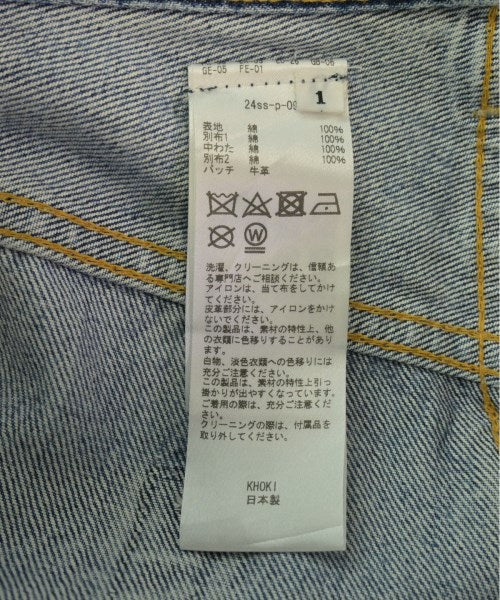 GE-05 FE-01 GB-06
24ss-p-09
1
表地 綿 100%
別布1 綿 100%
中わた 綿 100%
別布2 綿 100%
パッチ 牛革
W
洗濯、クリーニングは、信頼あ
る専門店へご相談ください。
アイロンは、当て布をしてかけ
てください。
皮革部分には、アイロンをかけ
ないでください。
この製品は、素材の特性上、他
の衣類に色移りすることがあり
ます。
白物、淡色衣類への色移りには
充分ご注意ください。
この製品は、素材の特性上引っ
掛かりが出やすくなっています。
ご着用の際は、充分ご注意くだ
さい。
クリーニングの際は、付属品を
取り外してください。
KHOKI
日本製